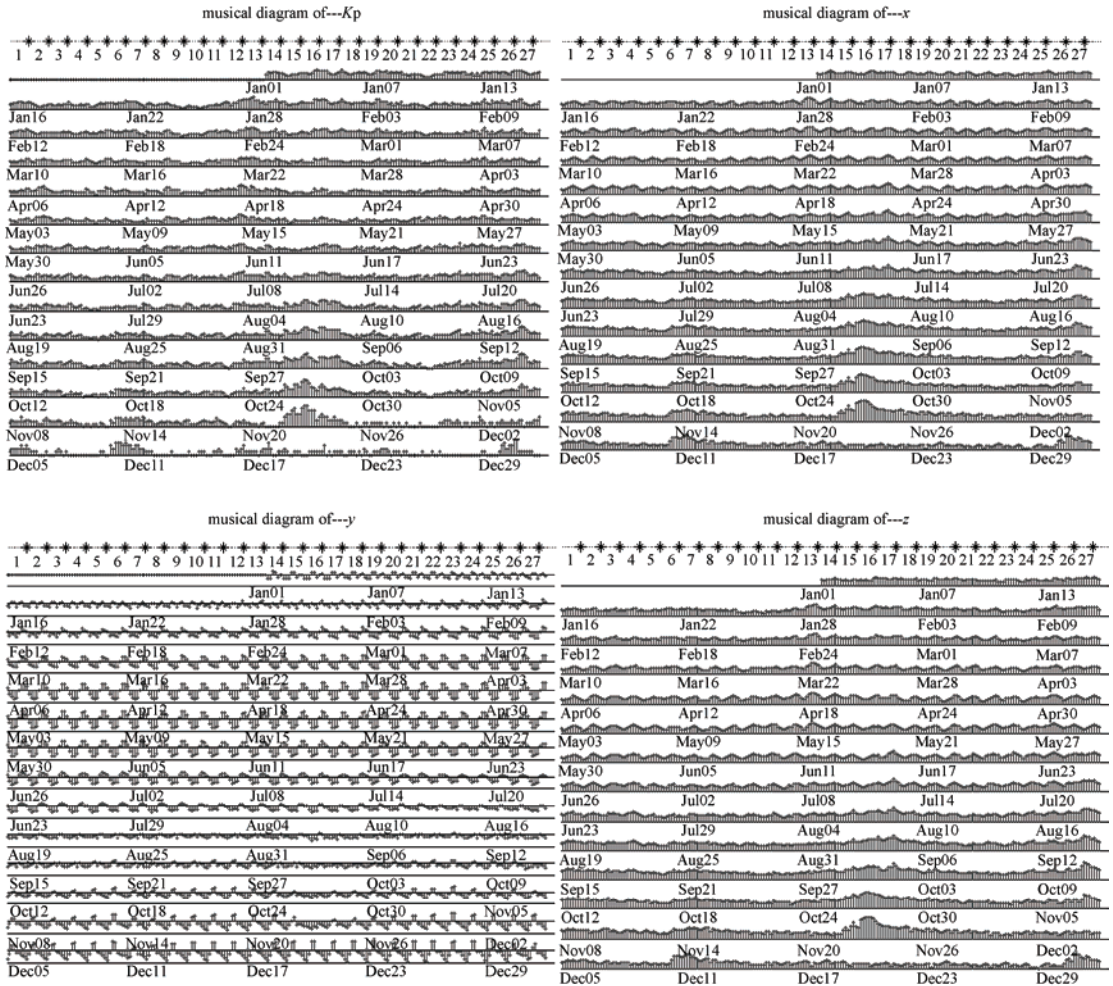 musical diagram of---Kp
1 2 3 4 5 6 7 8 9 10 11 12 13 14 15 16 17 18 19 20 21 22 23 24 25 26 27
Jan01 Jan07 Jan13
Jan16 Jan22 Jan28 Feb03 Feb09
Feb12 Feb18 Feb24 Mar01 Mar07
Mar10 Mar16 Mar22 Mar28 Apr03
Apr06 Apr12 Apr18 Apr24 Apr30
May03 May09 May15 May21 May27
May30 Jun05 Jun11 Jun17 Jun23
Jun26 Jul02 Jul08 Jul14 Jul20
Jun23 Jul29 Aug04 Aug10 Aug16
Aug19 Aug25 Aug31 Sep06 Sep12
Sep15 Sep21 Sep27 Oct03 Oct09
Oct12 Oct18 Oct24 Oct30 Nov05
Nov08 Nov14 Nov20 Nov26 Dec02
Dec05 Dec11 Dec17 Dec23 Dec29
musical diagram of---x
1 2 3 4 5 6 7 8 9 10 11 12 13 14 15 16 17 18 19 20 21 22 23 24 25 26 27
Jan01 Jan07 Jan13
Jan16 Jan22 Jan28 Feb03 Feb09
Feb12 Feb18 Feb24 Mar01 Mar07
Mar10 Mar16 Mar22 Mar28 Apr03
Apr06 Apr12 Apr18 Apr24 Apr30
May03 May09 May15 May21 May27
May30 Jun05 Jun11 Jun17 Jun23
Jun26 Jul02 Jul08 Jul14 Jul20
Jun23 Jul29 Aug04 Aug10 Aug16
Aug19 Aug25 Aug31 Sep06 Sep12
Sep15 Sep21 Sep27 Oct03 Oct09
Oct12 Oct18 Oct24 Oct30 Nov05
Nov08 Nov14 Nov20 Nov26 Dec02
Dec05 Dec11 Dec17 Dec23 Dec29
musical diagram of---y
1 2 3 4 5 6 7 8 9 10 11 12 13 14 15 16 17 18 19 20 21 22 23 24 25 26 27
Jan01 Jan07 Jan13
Jan16 Jan22 Jan28 Feb03 Feb09
Feb12 Feb18 Feb24 Mar01 Mar07
Mar10 Mar16 Mar22 Mar28 Apr03
Apr06 Apr12 Apr18 Apr24 Apr30
May03 May09 May15 May21 May27
May30 Jun05 Jun11 Jun17 Jun23
Jun26 Jul02 Jul08 Jul14 Jul20
Jun23 Jul29 Aug04 Aug10 Aug16
Aug19 Aug25 Aug31 Sep06 Sep12
Sep15 Sep21 Sep27 Oct03 Oct09
Oct12 Oct18 Oct24 Oct30 Nov05
Nov08 Nov14 Nov20 Nov26 Dec02
Dec05 Dec11 Dec17 Dec23 Dec29
musical diagram of---z
1 2 3 4 5 6 7 8 9 10 11 12 13 14 15 16 17 18 19 20 21 22 23 24 25 26 27
Jan01 Jan07 Jan13
Jan16 Jan22 Jan28 Feb03 Feb09
Feb12 Feb18 Feb24 Mar01 Mar07
Mar10 Mar16 Mar22 Mar28 Apr03
Apr06 Apr12 Apr18 Apr24 Apr30
May03 May09 May15 May21 May27
May30 Jun05 Jun11 Jun17 Jun23
Jun26 Jul02 Jul08 Jul14 Jul20
Jun23 Jul29 Aug04 Aug10 Aug16
Aug19 Aug25 Aug31 Sep06 Sep12
Sep15 Sep21 Sep27 Oct03 Oct09
Oct12 Oct18 Oct24 Oct30 Nov05
Nov08 Nov14 Nov20 Nov26 Dec02
Dec05 Dec11 Dec17 Dec23 Dec29